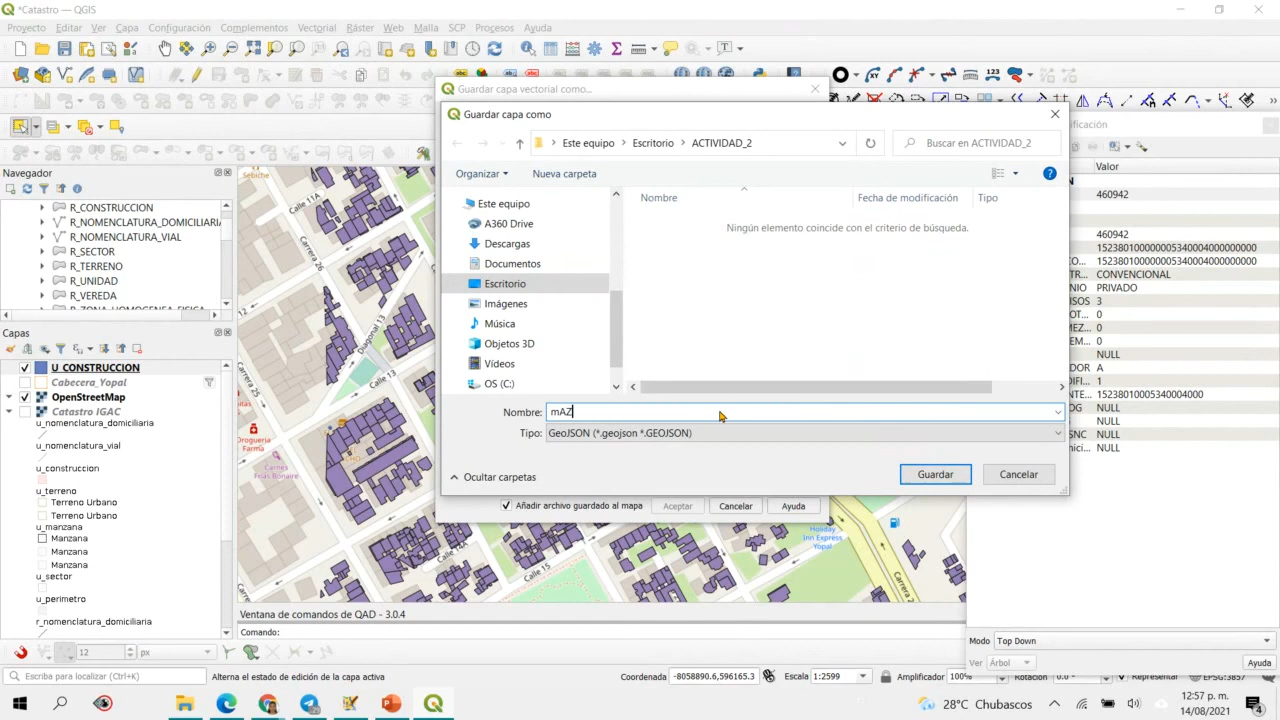 *Catastro — QGIS
Proyecto Editar Ver Capa Configuración Complementos Vectorial Ráster Web Malla SCP Procesos Ayuda
Guardar capa vectorial como...
Guardar capa como
Este equipo > Escritorio > ACTIVIDAD_2
Buscar en ACTIVIDAD_2
Organizar
Nueva carpeta
Este equipo
A360 Drive
Descargas
Documentos
Escritorio
Imágenes
Música
Objetos 3D
Vídeos
OS (C:)
Nombre
Fecha de modificación
Tipo
Ningún elemento coincide con el criterio de búsqueda.
Nombre: mAZ
Tipo: GeoJSON (*.geojson *.GEOJSON)
Ocultar carpetas
Guardar
Cancelar
Añadir archivo guardado al mapa
Aceptar
Cancelar
Ayuda
Navegador
R_CONSTRUCCION
R_NOMENCLATURA_DOMICILIARI
R_NOMENCLATURA_VIAL
R_SECTOR
R_TERRENO
R_UNIDAD
R_VEREDA
Capas
U_CONSTRUCCION
Cabecera_Yopal
OpenStreetMap
Catastro IGAC
u_nomenclatura_domiciliaria
u_nomenclatura_vial
u_construccion
u_terreno
Terreno Urbano
Terreno Urbano
u_manzana
Manzana
Manzana
Manzana
u_sector
u_perimetro
r_nomenclatura_domiciliaria
Sebiche
Calle 11A
Carrera 26
Diagonal 13
Calle 13
Carrera 25
Drogueria
Farma
Carnes
Frias Bonaire
Calle 15
Holiday
Inn Express
Yopal
Valor
460942
460942
152380100000005340004000000000
152380100000005340004000000000
CONVENCIONAL
PRIVADO
3
0
0
0
NULL
A
1
15238010005340004000
NULL
NULL
NULL
NULL
Ventana de comandos de QAD - 3.0.4
Comando:
Modo Top Down
Ver Árbol
Ayuda
12 px
Escriba para localizar (Ctrl+K)
Alterna el estado de edición de la capa activa
Coordenada -8058890.6,596165.3
Escala 1:2599
Amplificador 100%
28°C Chubascos
12:57 p. m.
14/08/2021
4